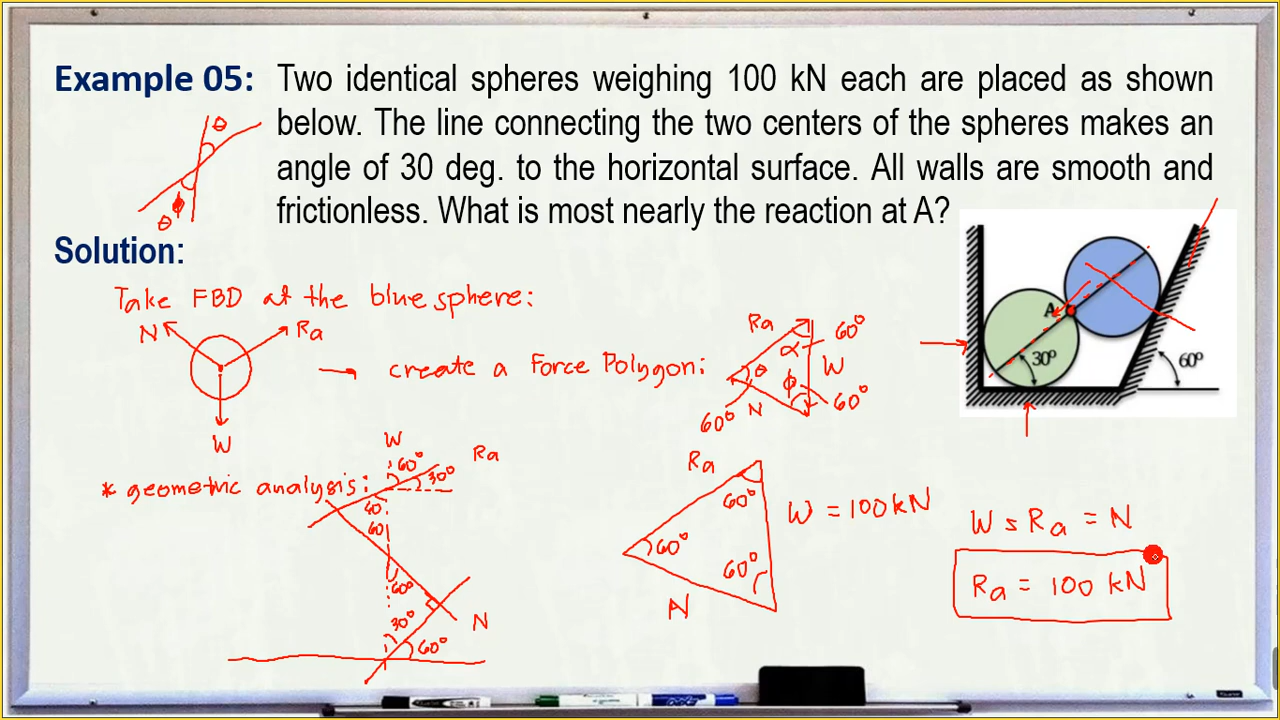 Example 05: Two identical spheres weighing 100 kN each are placed as shown
below. The line connecting the two centers of the spheres makes an
angle of 30 deg. to the horizontal surface. All walls are smooth and
frictionless. What is most nearly the reaction at A?
θ
θ ϕ
Solution:
Take FBD at the blue sphere:
N
Ra
W
→ create a Force Polygon:
Ra
60°
α
θ
W
ϕ
N
60°
60°
A
30°
60°
* geometric analysis:
W
60°
Ra
30°
60
60°
30°
60°
N
Ra
60°
W = 100 kN
60°
60°
N
W = Ra = N
Ra = 100 kN